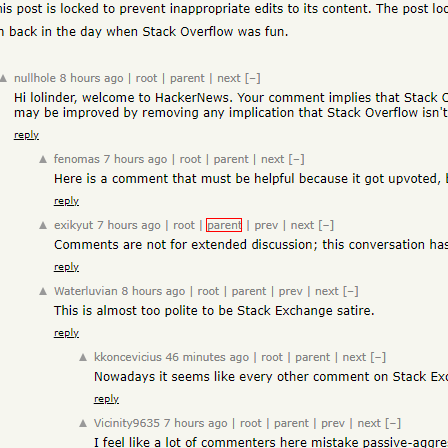 his post is locked to prevent inappropriate edits to its content. The post loc
n back in the day when Stack Overflow was fun.
▲ nullhole 8 hours ago | root | parent | next [–]
Hi lolinder, welcome to HackerNews. Your comment implies that Stack O
may be improved by removing any implication that Stack Overflow isn't
reply
▲ fenomas 7 hours ago | root | parent | next [–]
Here is a comment that must be helpful because it got upvoted, b
reply
▲ exikyut 7 hours ago | root | parent | prev | next [–]
Comments are not for extended discussion; this conversation has
reply
▲ Waterluvian 8 hours ago | root | parent | prev | next [–]
This is almost too polite to be Stack Exchange satire.
reply
▲ kkoncevicius 46 minutes ago | root | parent | next [–]
Nowadays it seems like every other comment on Stack Exc
reply
▲ Vicinity9635 7 hours ago | root | parent | prev | next [–]
I feel like a lot of commenters here mistake passive-aggre